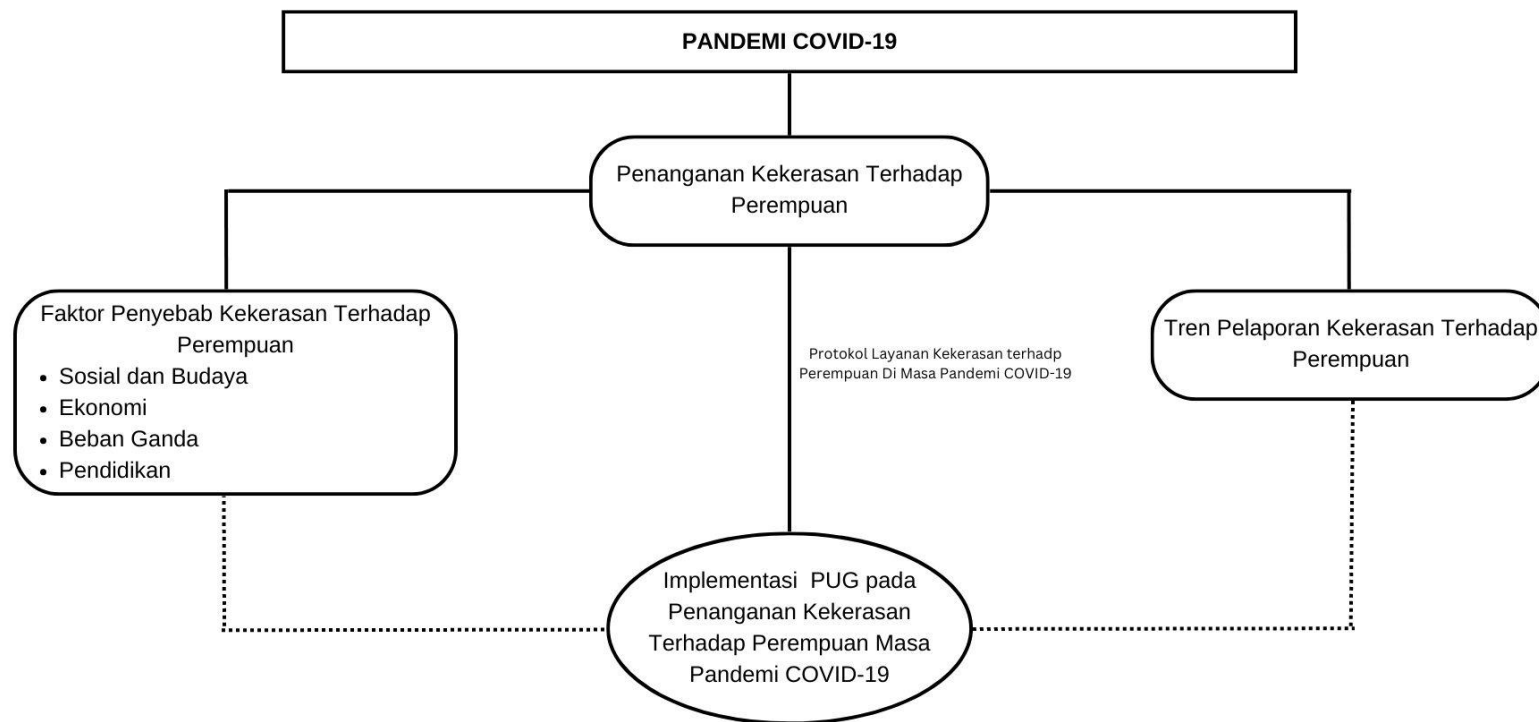 PANDEMI COVID-19
Penanganan Kekerasan Terhadap
Perempuan
Faktor Penyebab Kekerasan Terhadap
Perempuan
• Sosial dan Budaya
• Ekonomi
• Beban Ganda
• Pendidikan
Protokol Layanan Kekerasan terhadp
Perempuan Di Masa Pandemi COVID-19
Tren Pelaporan Kekerasan Terhadap
Perempuan
Implementasi PUG pada
Penanganan Kekerasan
Terhadap Perempuan Masa
Pandemi COVID-19